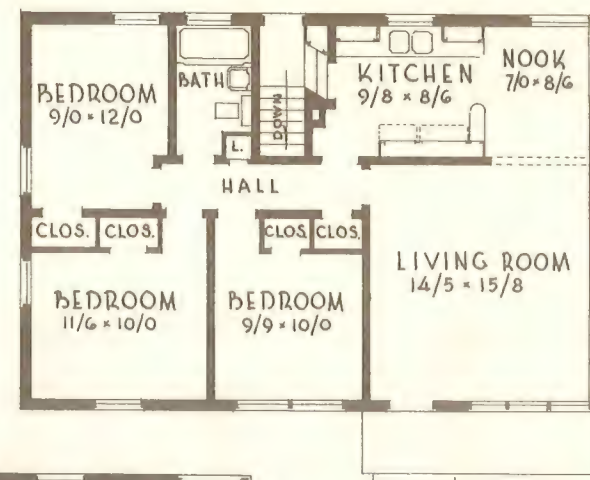 BEDROOM
9/0 × 12/0
BATH
L.
DOWN
KITCHEN
9/8 × 8/6
NOOK
7/0 × 8/6
HALL
CLOS.
CLOS.
CLOS.
CLOS.
BEDROOM
11/6 × 10/0
BEDROOM
9/9 × 10/0
LIVING ROOM
14/5 × 15/8